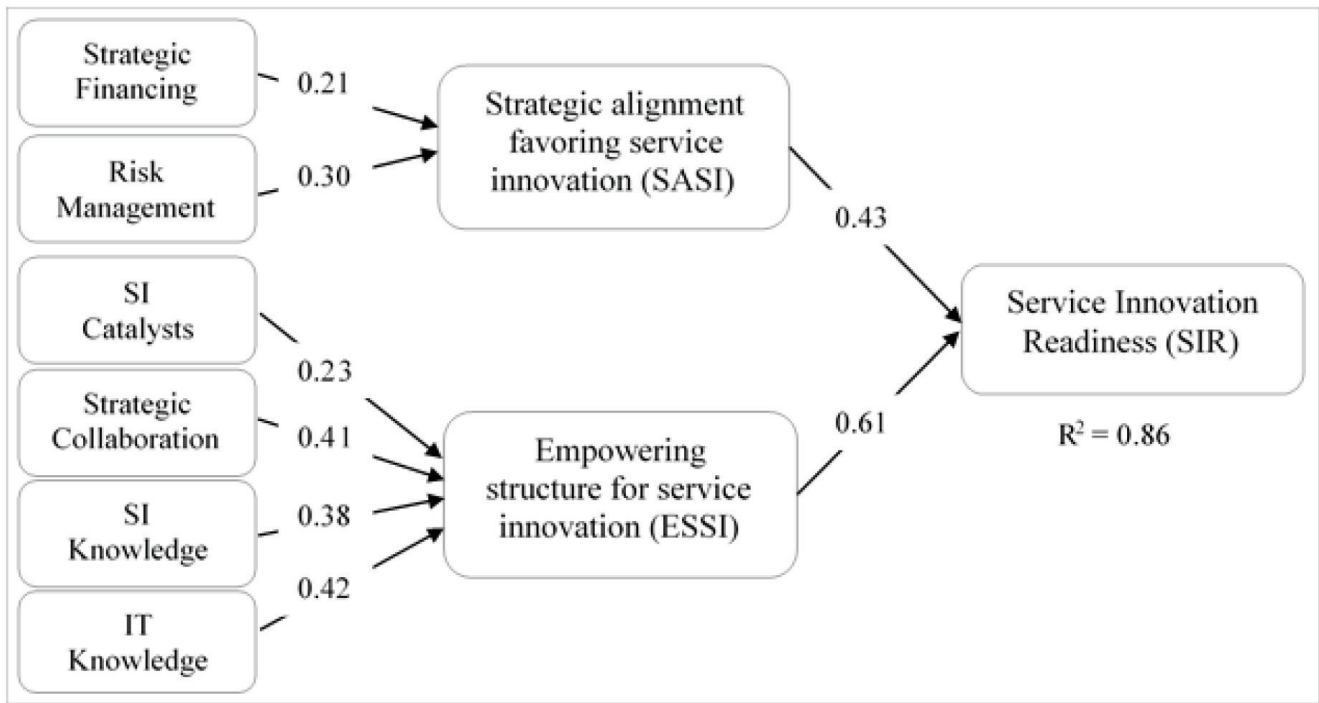 Strategic
Financing
0.21
Risk
Management
0.30
Strategic alignment
favoring service
innovation (SASI)
0.43
SI
Catalysts
0.23
Strategic
Collaboration
0.41
SI
Knowledge
0.38
IT
Knowledge
0.42
Empowering
structure for service
innovation (ESSI)
0.61
Service Innovation
Readiness (SIR)
R² = 0.86